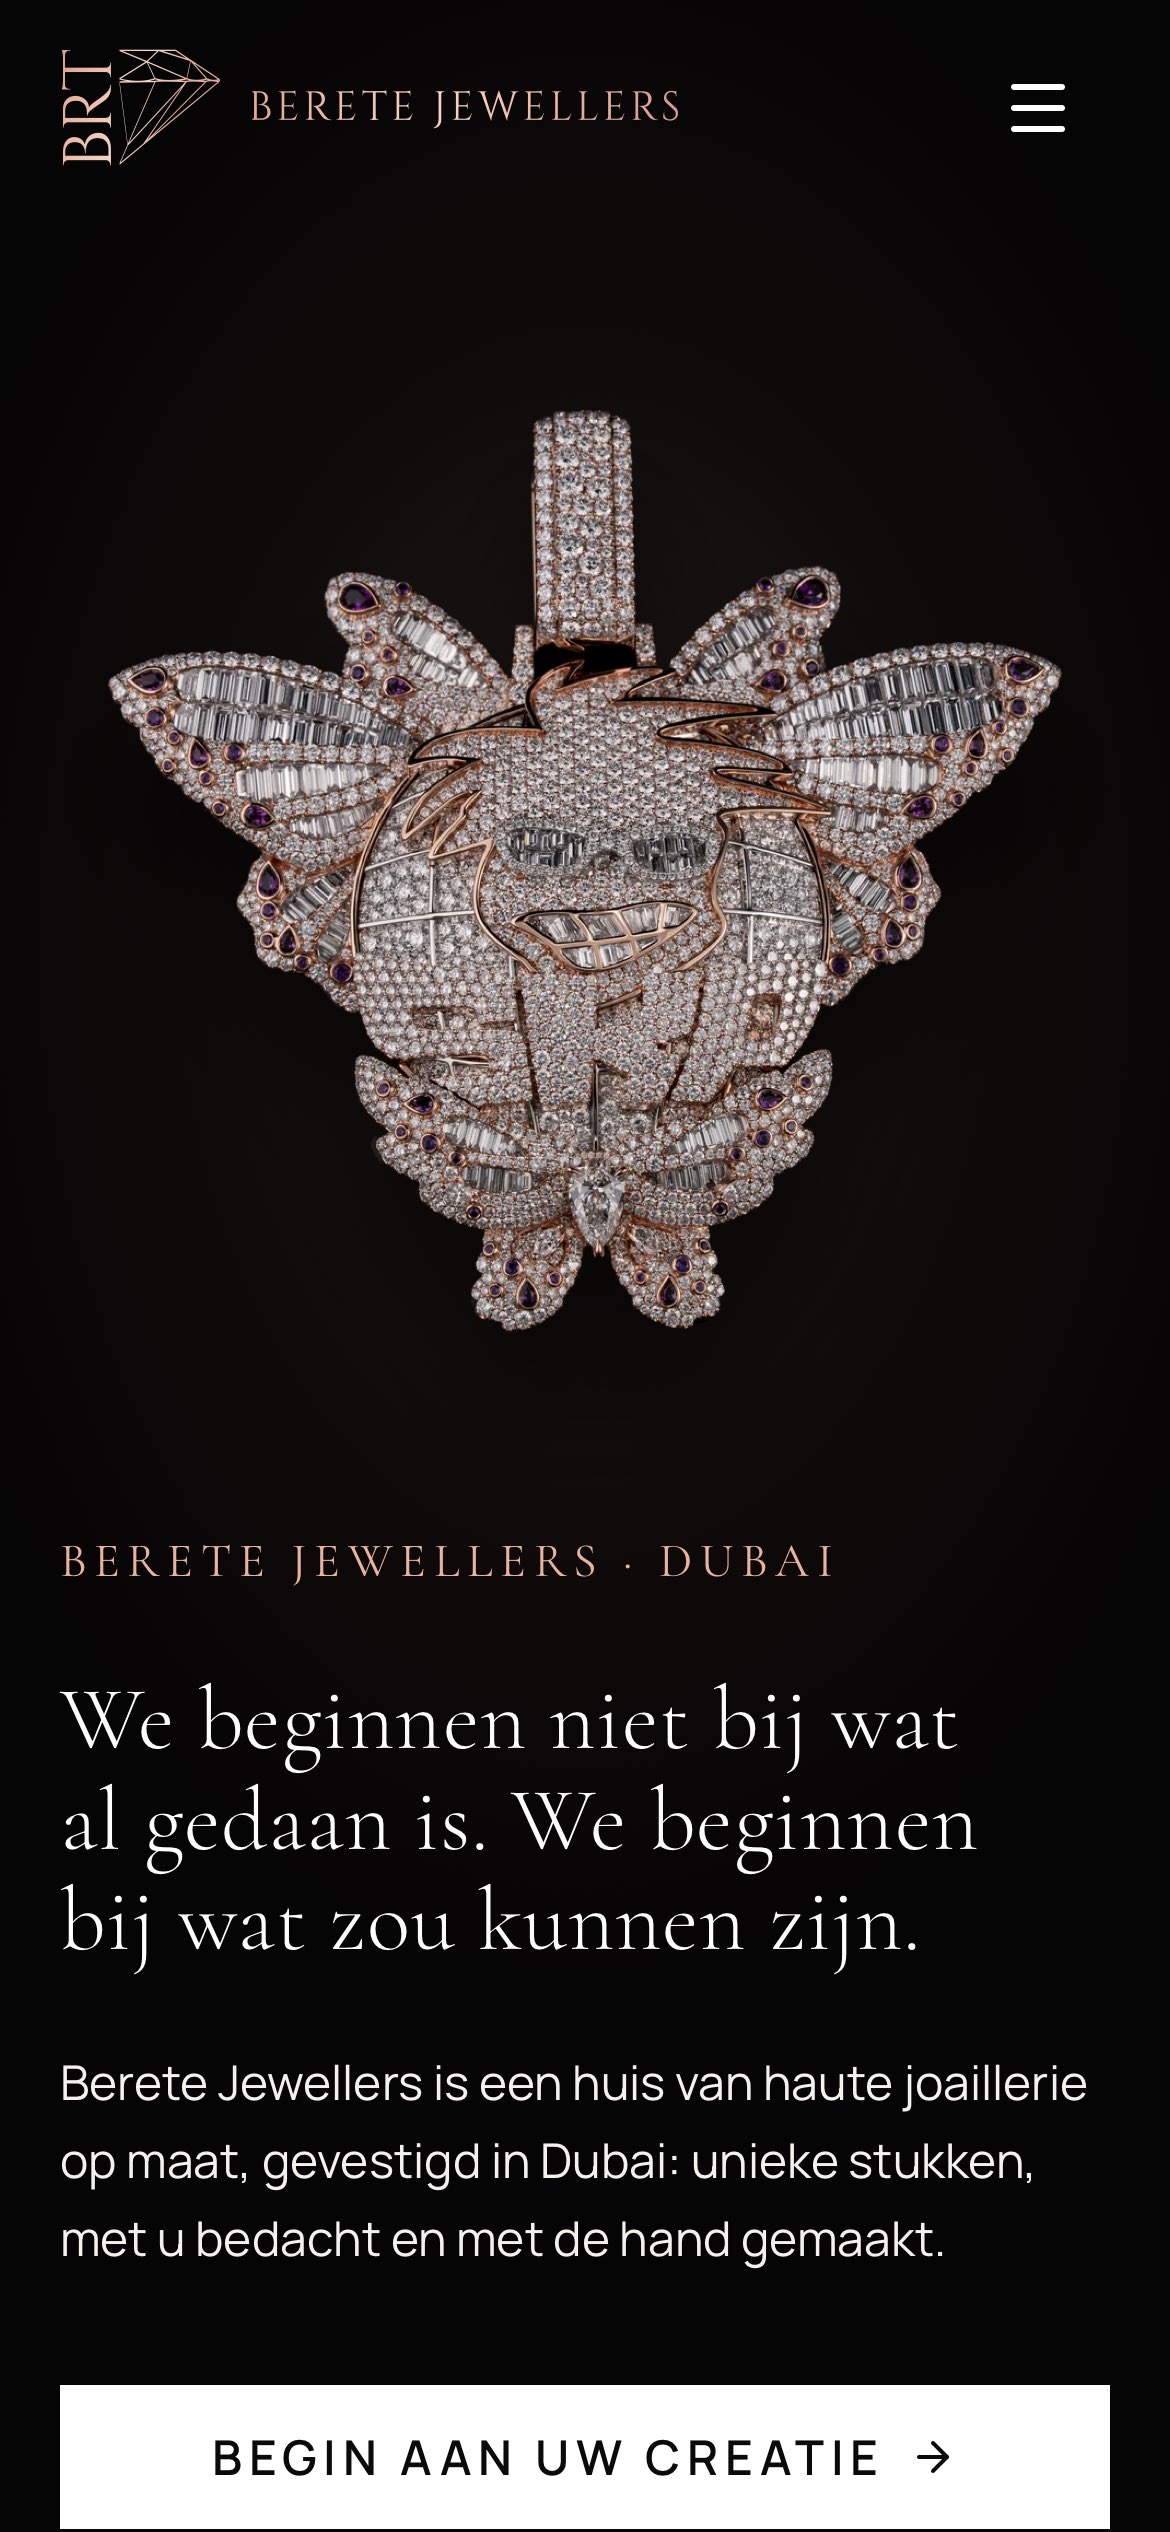 BRT
BERETE JEWELLERS
BERETE JEWELLERS · DUBAI
We beginnen niet bij wat
al gedaan is. We beginnen
bij wat zou kunnen zijn.
Berete Jewellers is een huis van haute joaillerie
op maat, gevestigd in Dubai: unieke stukken,
met u bedacht en met de hand gemaakt.
BEGIN AAN UW CREATIE →